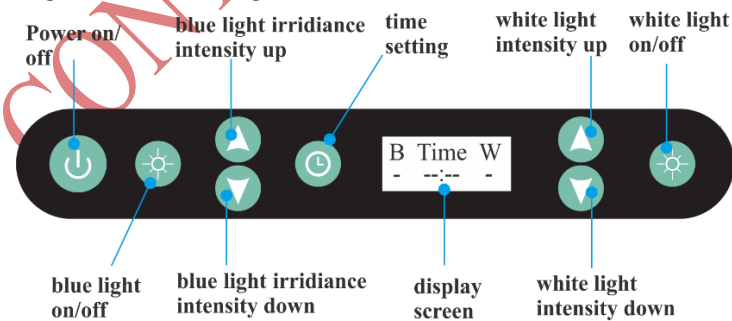 Power on/
off
blue light irridiance
intensity up
time
setting
white light
intensity up
white light
on/off
B Time W
- --:-- -
blue light
on/off
blue light irridiance
intensity down
display
screen
white light
intensity down